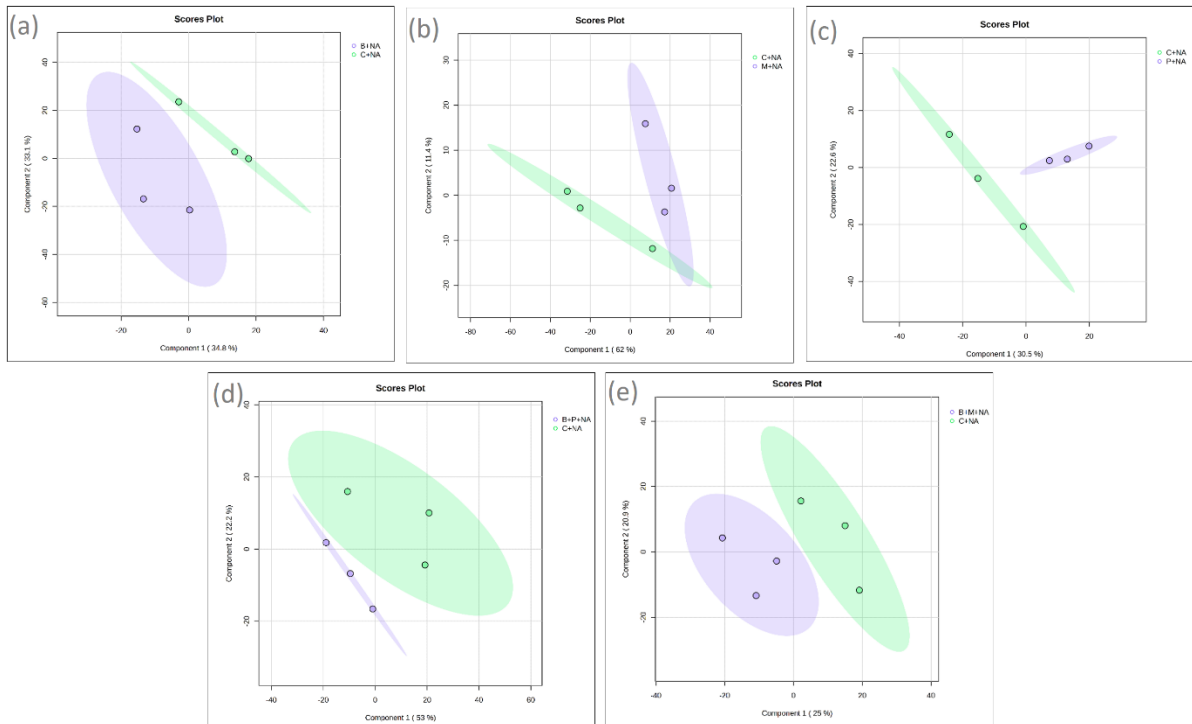 (a)
Scores Plot
B+NA
C+NA
40
20
0
-20
-40
-60
Component 2 ( 33.1 %)
-20
0
20
40
Component 1 ( 34.8 %)
(b)
Scores Plot
C+NA
M+NA
30
20
10
0
-10
-20
Component 2 ( 11.4 %)
-80
-60
-40
-20
0
20
40
Component 1 ( 62 %)
(c)
Scores Plot
C+NA
P+NA
40
20
0
-20
-40
Component 2 ( 22.6 %)
-40
-20
0
20
Component 1 ( 30.5 %)
(d)
Scores Plot
B+P+NA
C+NA
40
20
0
-20
Component 2 ( 22.2 %)
-40
-20
0
20
40
60
Component 1 ( 53 %)
(e)
Scores Plot
B+M+NA
C+NA
40
20
0
-20
-40
Component 2 ( 20.9 %)
-40
-20
0
20
40
Component 1 ( 25 %)